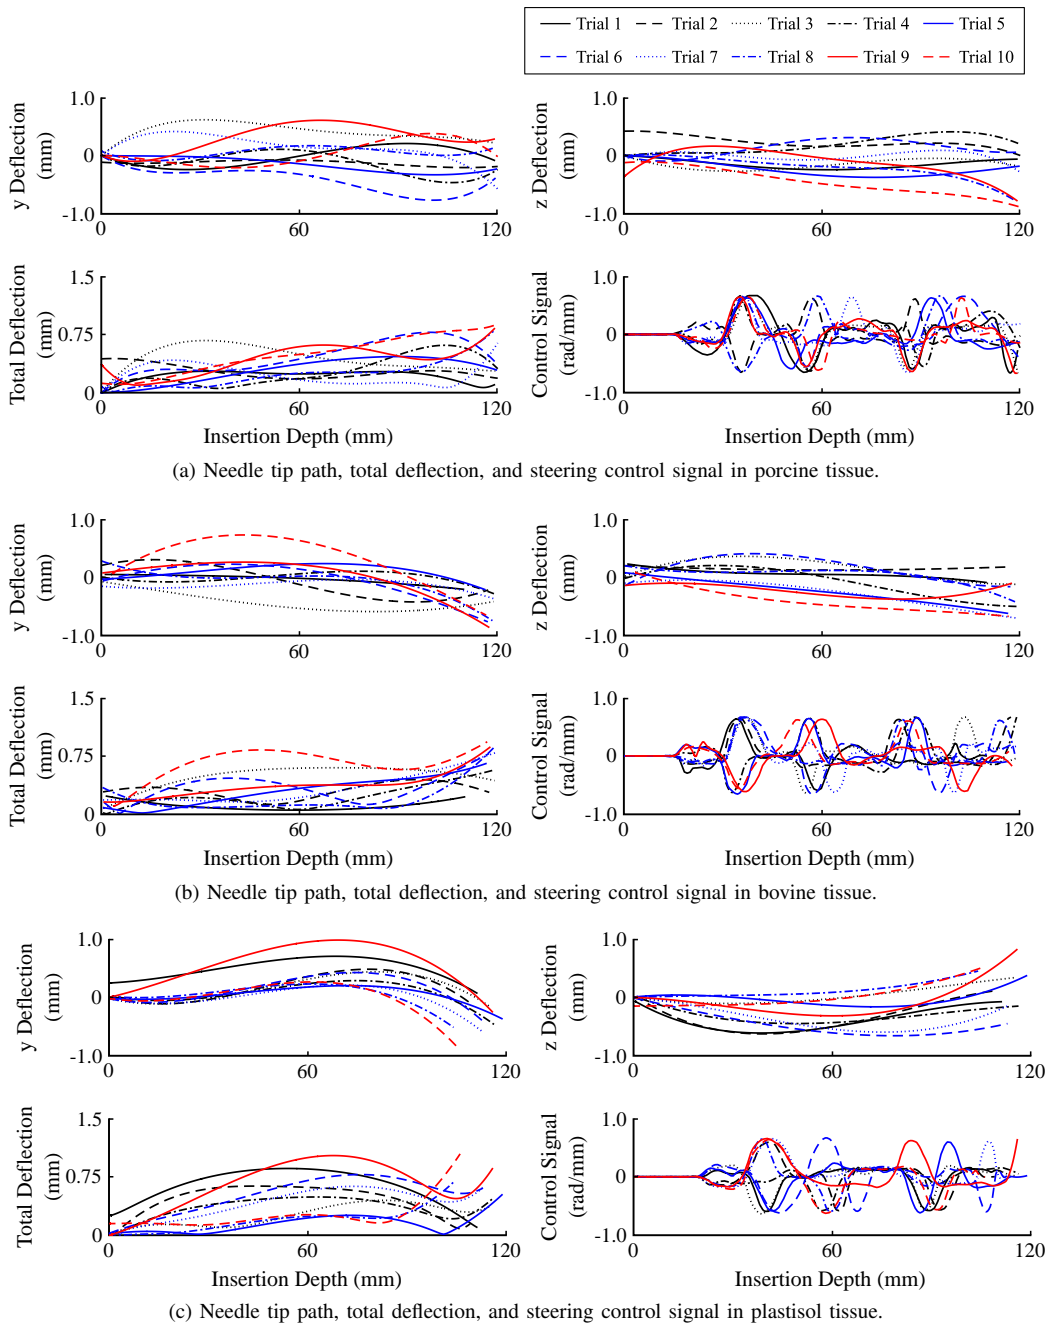 Trial 1 Trial 2 Trial 3 Trial 4 Trial 5
Trial 6 Trial 7 Trial 8 Trial 9 Trial 10
y Deflection
(mm)
1.0
0
-1.0
0 60 120
z Deflection
(mm)
1.0
0
-1.0
0 60 120
Total Deflection
(mm)
1.5
0.75
0
0 60 120
Insertion Depth (mm)
Control Signal
(rad/mm)
1.0
0
-1.0
0 60 120
Insertion Depth (mm)
(a) Needle tip path, total deflection, and steering control signal in porcine tissue.
y Deflection
(mm)
1.0
0
-1.0
0 60 120
z Deflection
(mm)
1.0
0
-1.0
0 60 120
Total Deflection
(mm)
1.5
0.75
0
0 60 120
Insertion Depth (mm)
Control Signal
(rad/mm)
1.0
0
-1.0
0 60 120
Insertion Depth (mm)
(b) Needle tip path, total deflection, and steering control signal in bovine tissue.
y Deflection
(mm)
1.0
0
-1.0
0 60 120
z Deflection
(mm)
1.0
0
-1.0
0 60 120
Total Deflection
(mm)
1.5
0.75
0
0 60 120
Insertion Depth (mm)
Control Signal
(rad/mm)
1.0
0
-1.0
0 60 120
Insertion Depth (mm)
(c) Needle tip path, total deflection, and steering control signal in plastisol tissue.